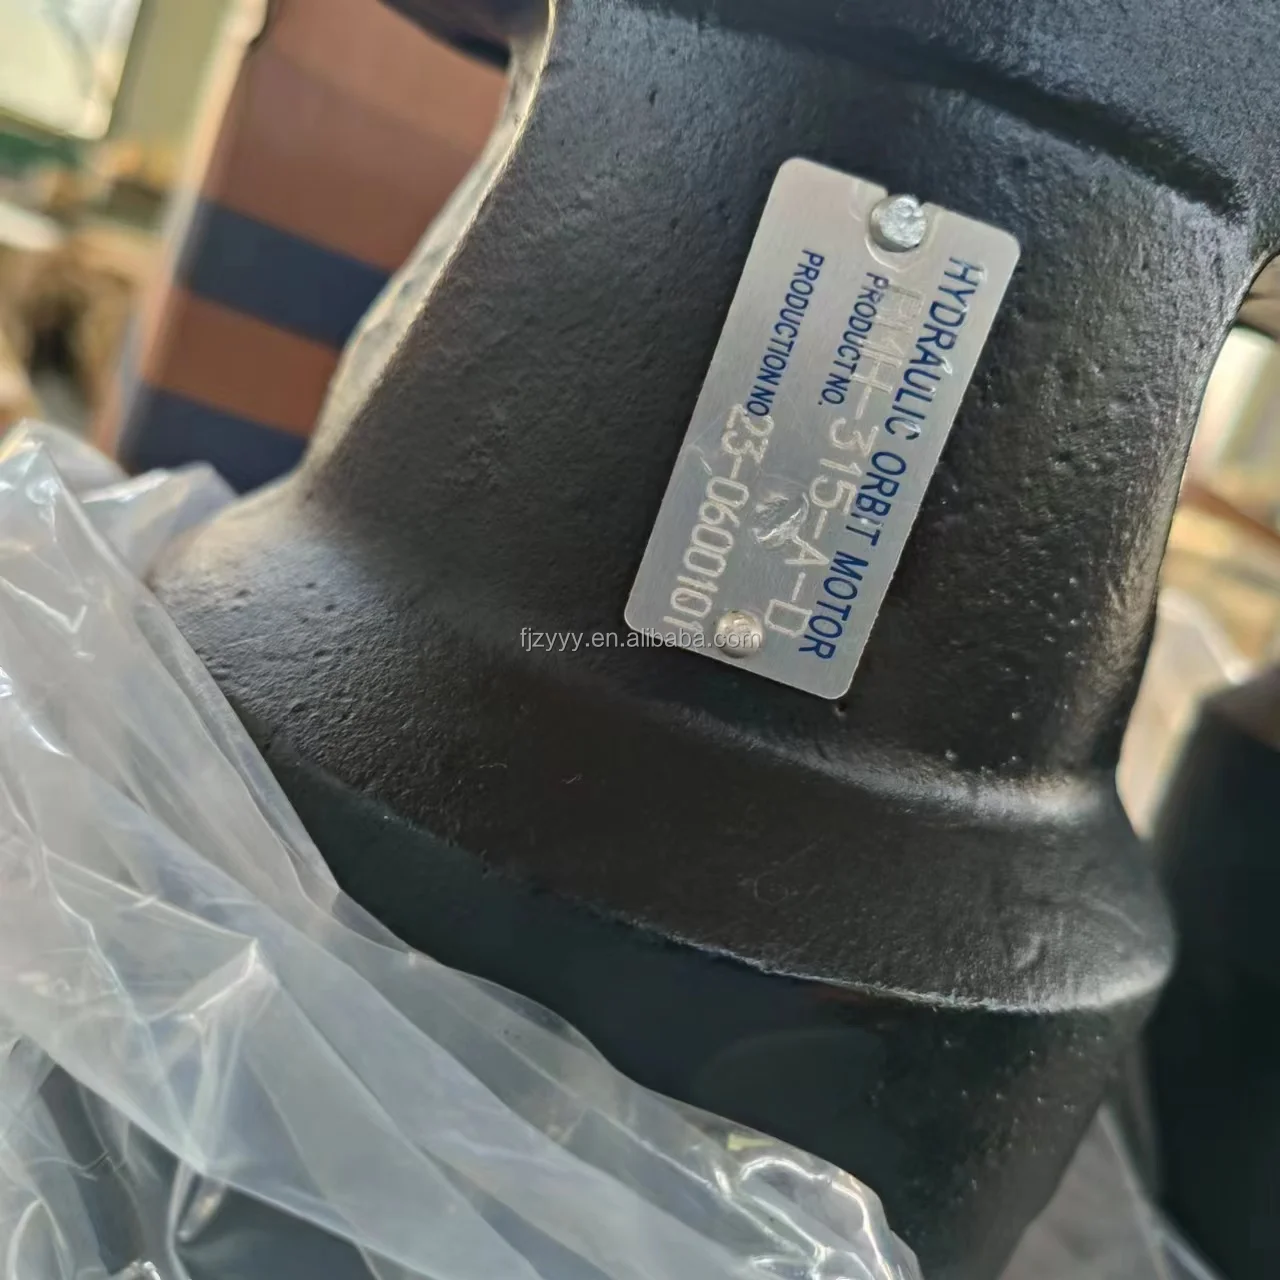 HYDRAULIC ORBIT MOTOR
PRODUCT NO. BMH-315-A-D
PRODUCTION NO. 23-0600101
fjzyyy.en.alibaba.com